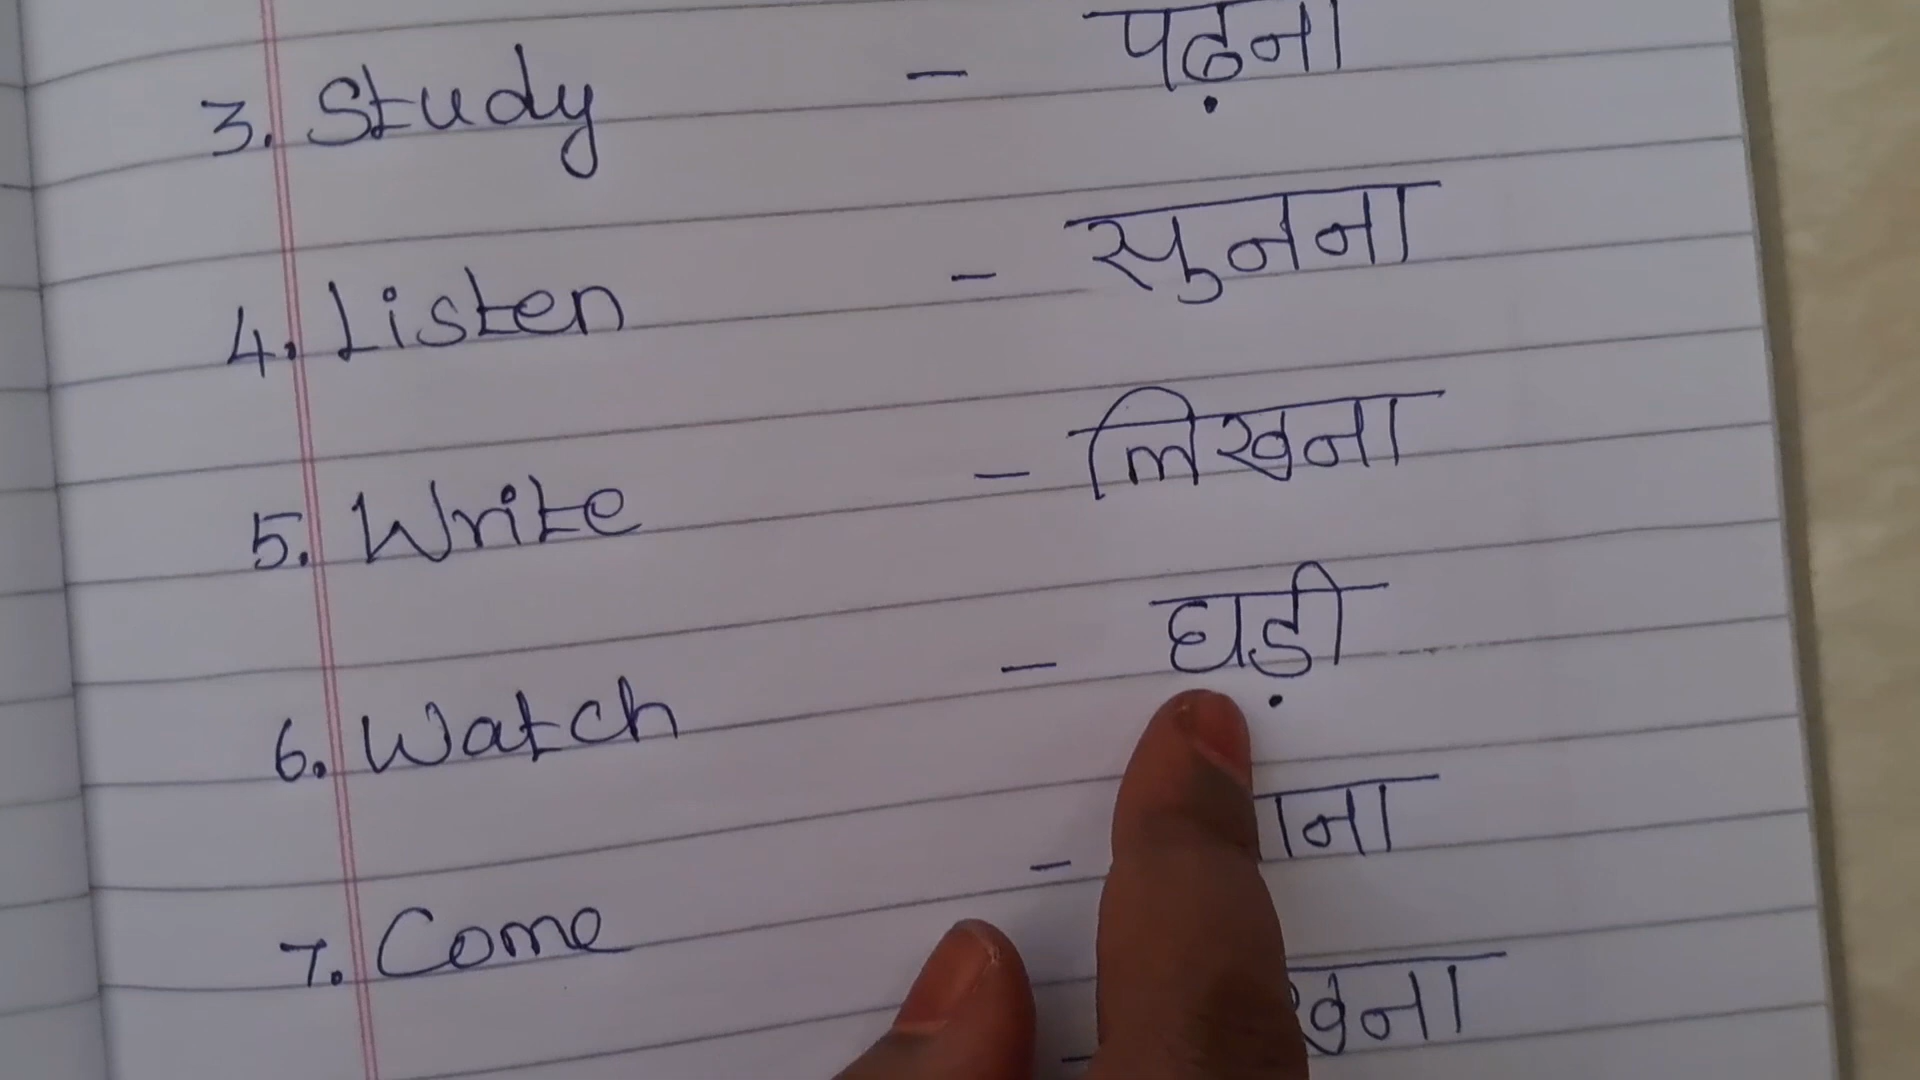 3. Study - पढ़ना
4. Listen - सुनना
5. Write - लिखना
6. Watch - घड़ी
7. Come -